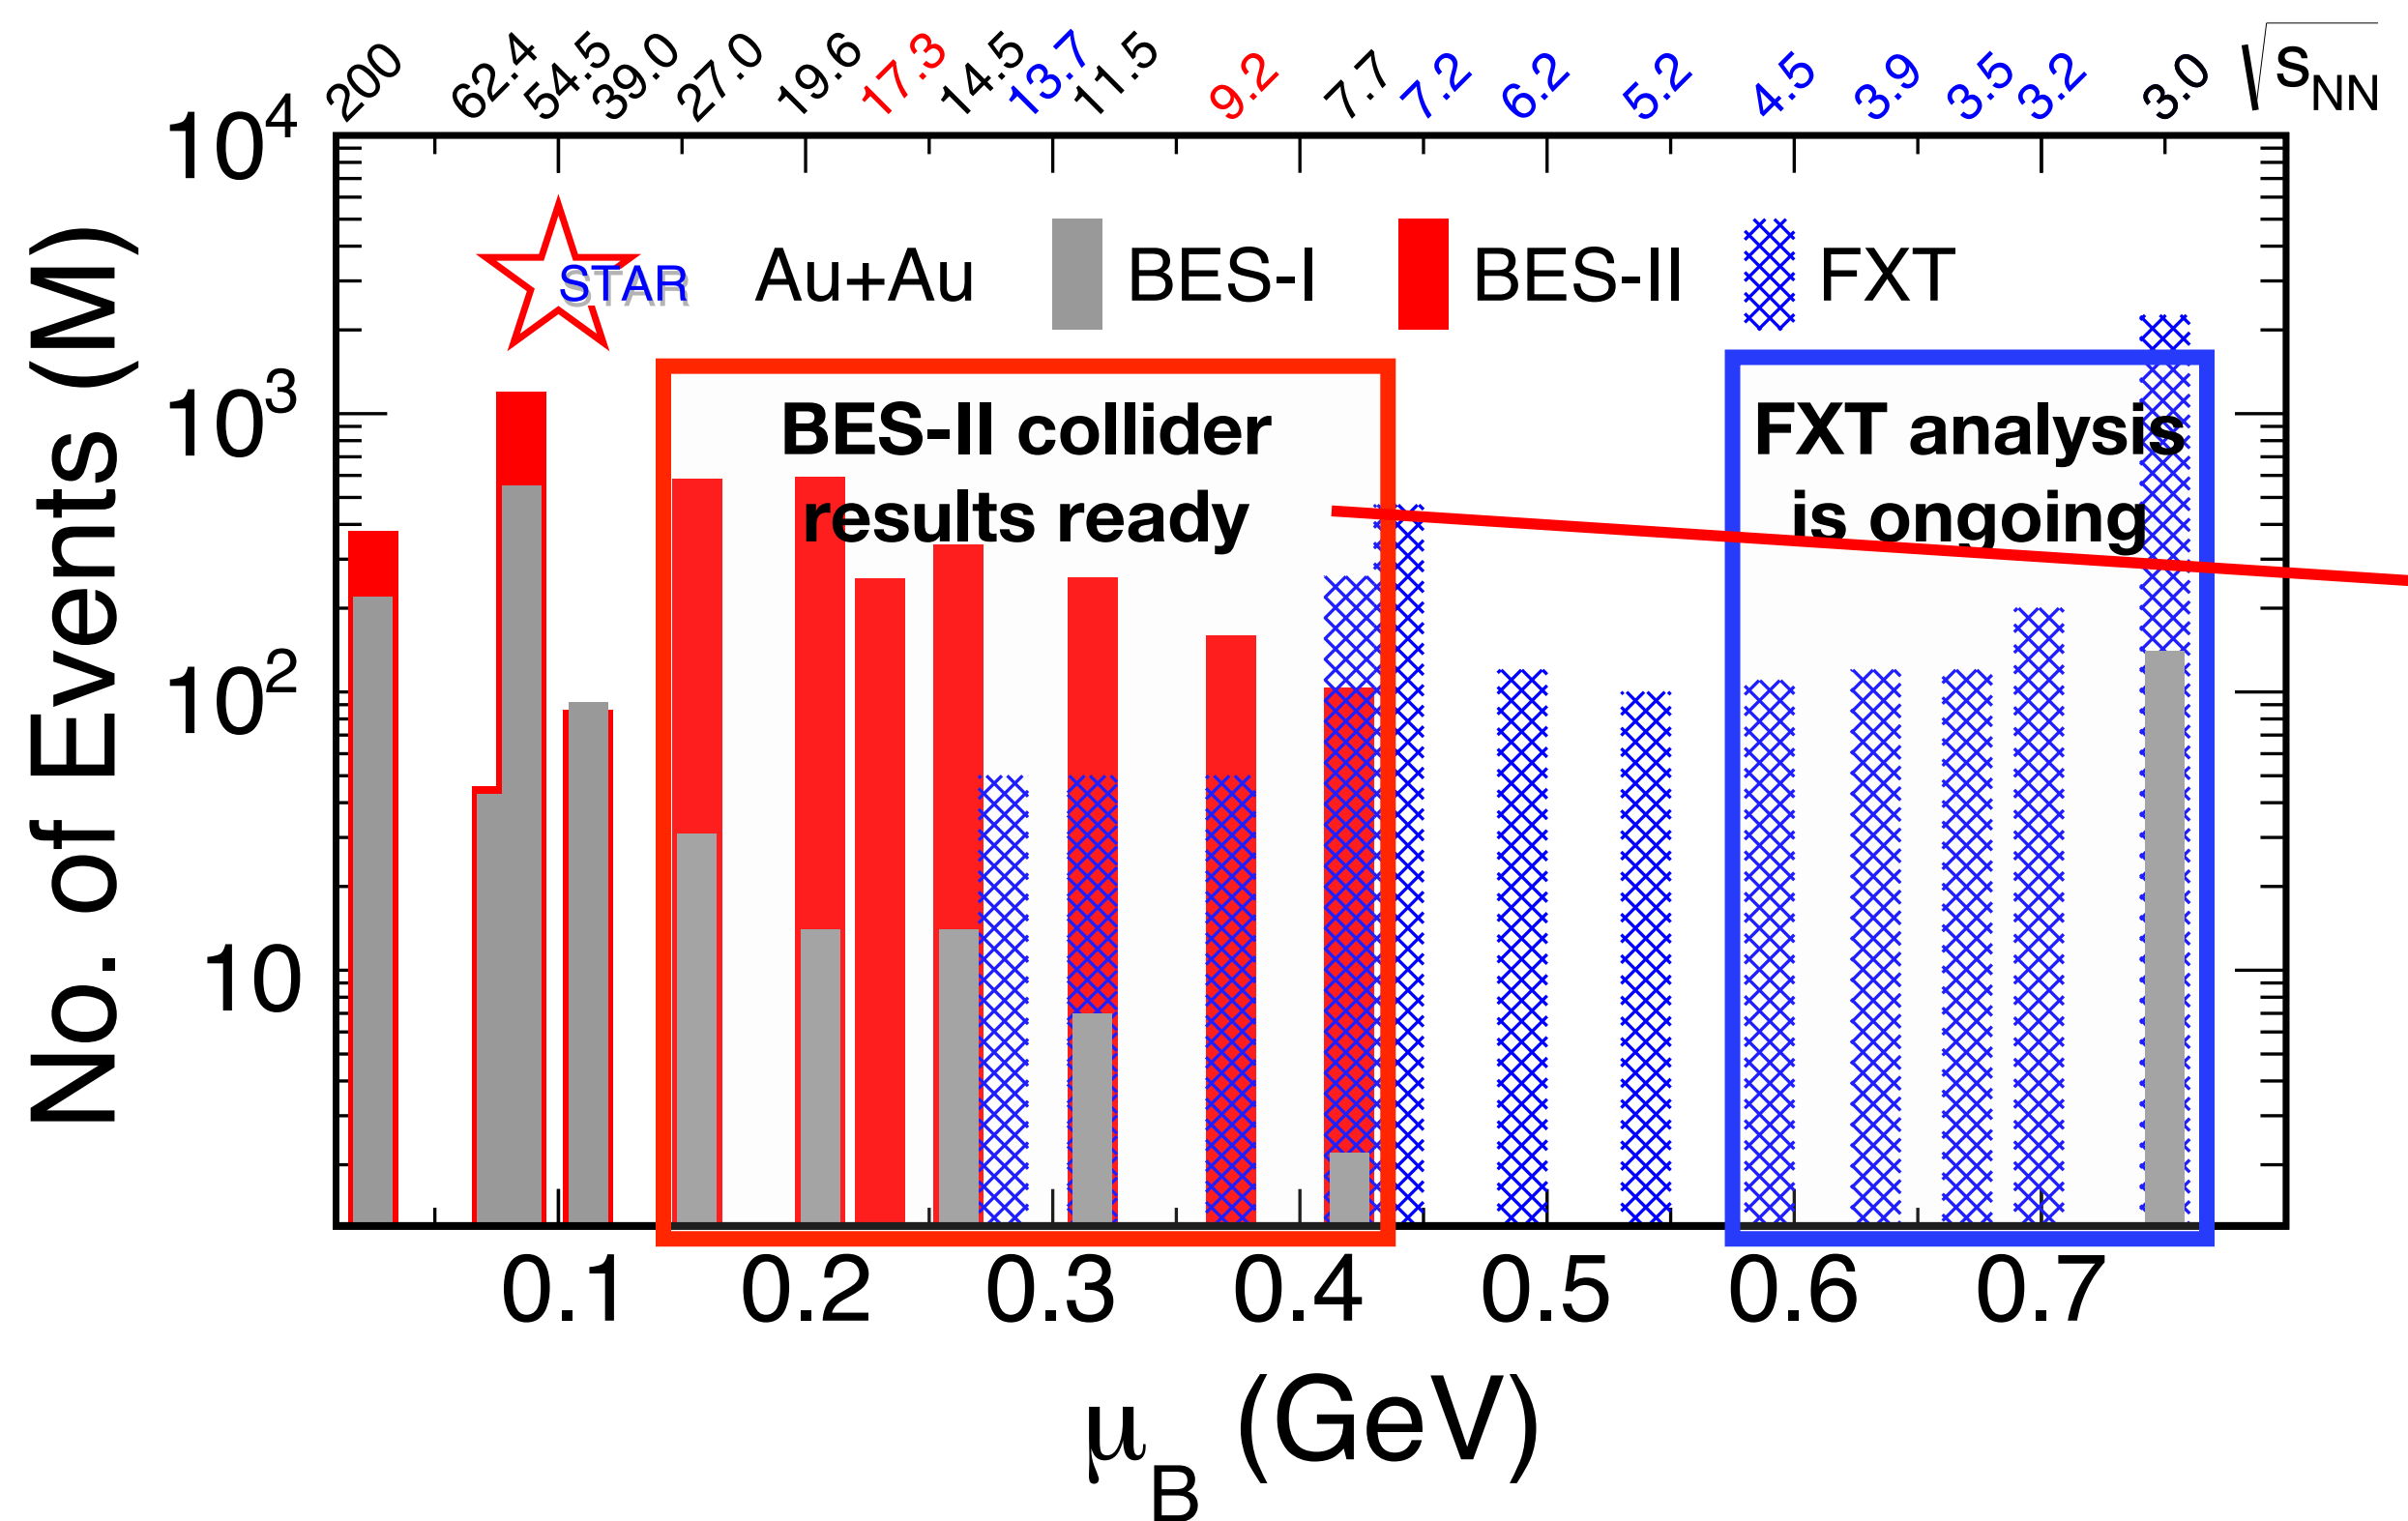 200 62.4 54.5 39.0 27.0 19.6 17.3 14.5 13.7 11.5 9.2 7.7 7.2 6.2 5.2 4.5 3.9 3.5 3.2 3.0 √sNN
10⁴
STAR Au+Au BES-I BES-II FXT
10³
BES-II collider
results ready
FXT analysis
is ongoing
10²
10
No. of Events (M)
0.1 0.2 0.3 0.4 0.5 0.6 0.7
μB (GeV)